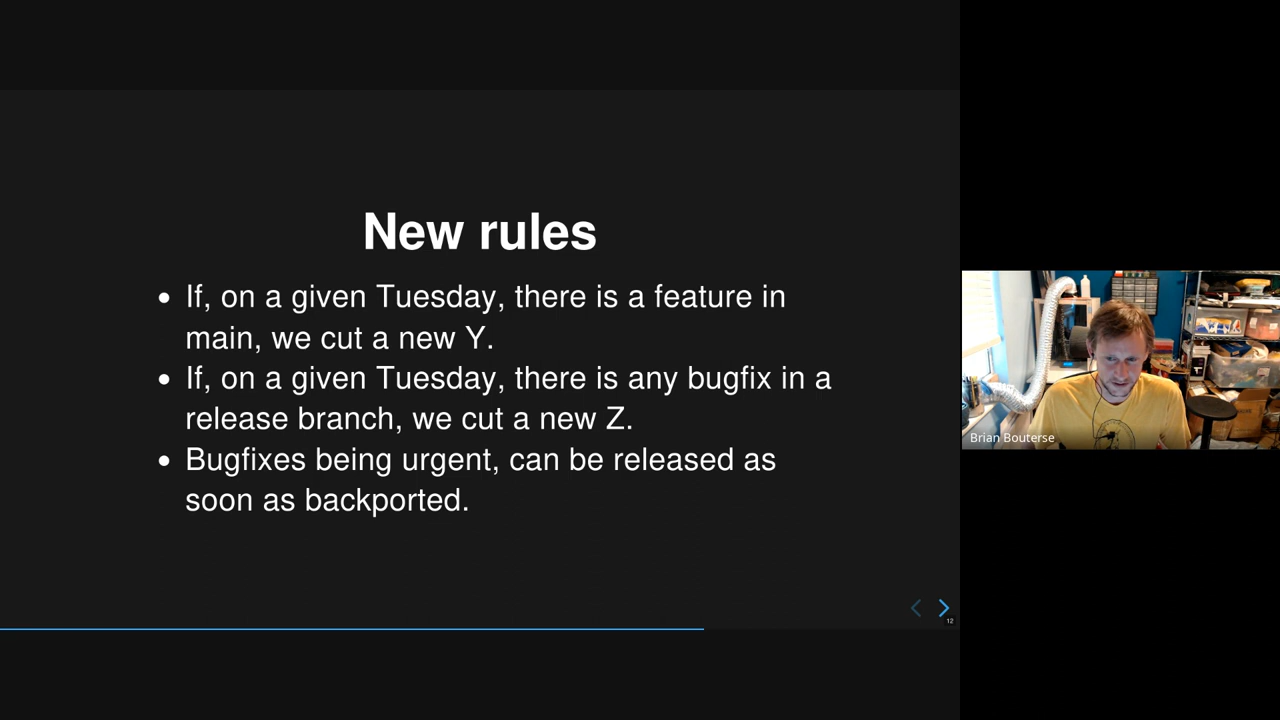 New rules
If, on a given Tuesday, there is a feature in
main, we cut a new Y.
If, on a given Tuesday, there is any bugfix in a
release branch, we cut a new Z.
Bugfixes being urgent, can be released as
soon as backported.
12
Brian Bouterse